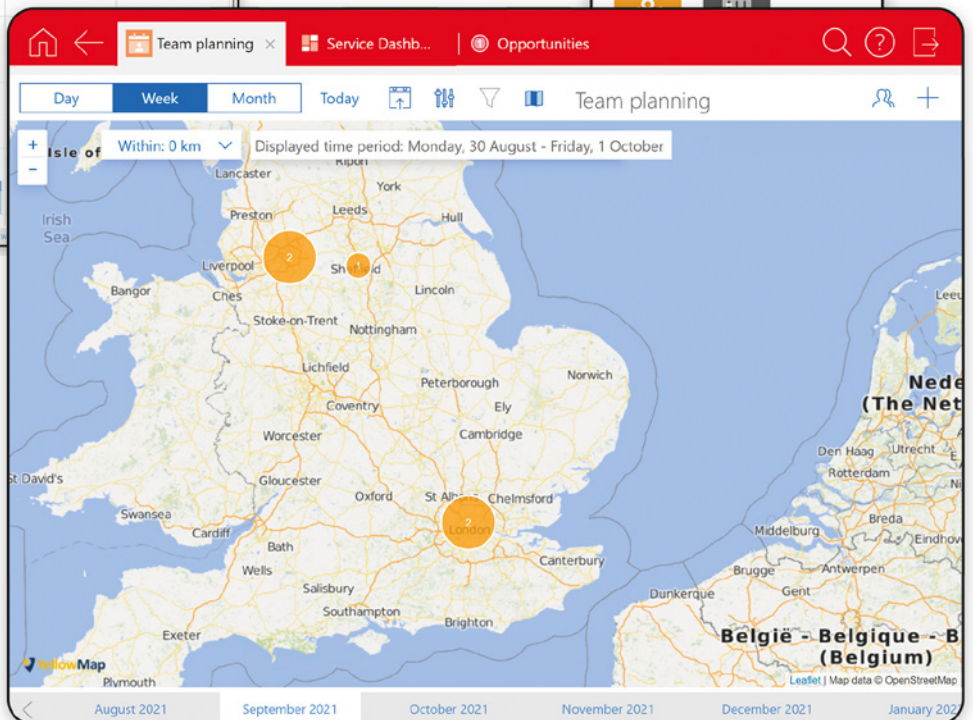 Team planning × Service Dashb... Opportunities
Day Week Month Today Team planning
+ Isle of Within: 0 km Displayed time period: Monday, 30 August - Friday, 1 October
−
Ripon
Lancaster
York
Preston Leeds Hull
Irish
Sea
2
Liverpool
Bangor Ches Lincoln Leeu
Stoke-on-Trent Nottingham
Lichfield
Peterborough Norwich Nede
Coventry Ely (The Net
Worcester Cambridge
Den Haag Utrecht
St David's Gloucester Rotterdam
Oxford St Albans Chelmsford
Swansea 2 Breda
Cardiff London Middelburg Eindhov
Bath Canterbury
Wells Brugge Antwerpen
Salisbury Dunkerque Gent
Southampton
Exeter Brighton België - Belgique - B
(Belgium)
YellowMap
Plymouth Leaflet | Map data © OpenStreetMap
August 2021 September 2021 October 2021 November 2021 December 2021 January 202